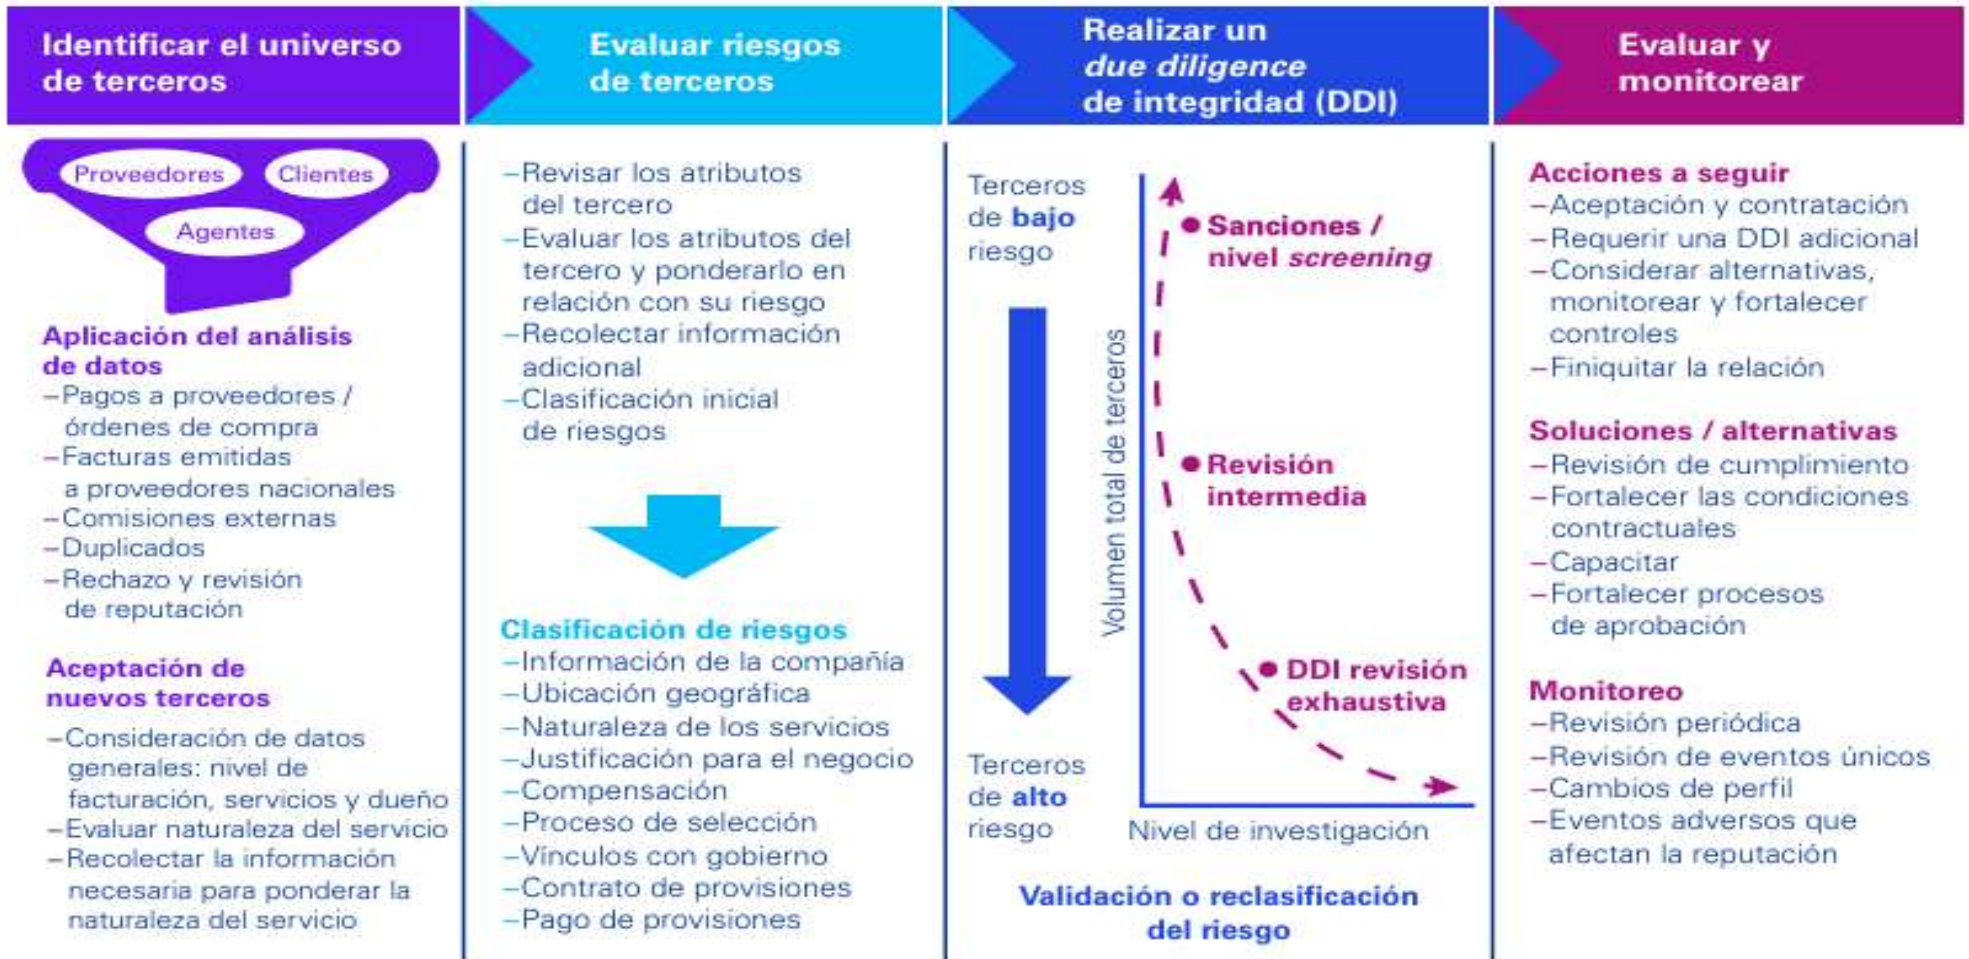 Identificar el universo
de terceros
Proveedores
Clientes
Agentes
Aplicación del análisis
de datos
–Pagos a proveedores /
órdenes de compra
–Facturas emitidas
a proveedores nacionales
–Comisiones externas
–Duplicados
–Rechazo y revisión
de reputación
Aceptación de
nuevos terceros
–Consideración de datos
generales: nivel de
facturación, servicios y dueño
–Evaluar naturaleza del servicio
–Recolectar la información
necesaria para ponderar la
naturaleza del servicio
Evaluar riesgos
de terceros
–Revisar los atributos
del tercero
–Evaluar los atributos del
tercero y ponderarlo en
relación con su riesgo
–Recolectar información
adicional
–Clasificación inicial
de riesgos
Clasificación de riesgos
–Información de la compañía
–Ubicación geográfica
–Naturaleza de los servicios
–Justificación para el negocio
–Compensación
–Proceso de selección
–Vínculos con gobierno
–Contrato de provisiones
–Pago de provisiones
Realizar un
due diligence
de integridad (DDI)
Terceros
de bajo
riesgo
Terceros
de alto
riesgo
Volumen total de terceros
Sanciones /
nivel screening
Revisión
intermedia
DDI revisión
exhaustiva
Nivel de investigación
Validación o reclasificación
del riesgo
Evaluar y
monitorear
Acciones a seguir
–Aceptación y contratación
–Requerir una DDI adicional
–Considerar alternativas,
monitorear y fortalecer
controles
–Finiquitar la relación
Soluciones / alternativas
–Revisión de cumplimiento
–Fortalecer las condiciones
contractuales
–Capacitar
–Fortalecer procesos
de aprobación
Monitoreo
–Revisión periódica
–Revisión de eventos únicos
–Cambios de perfil
–Eventos adversos que
afectan la reputación